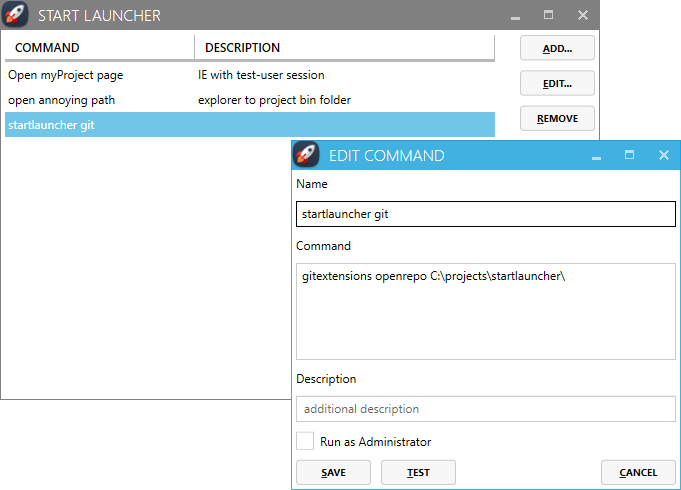 START LAUNCHER
COMMAND DESCRIPTION
ADD...
Open myProject page IE with test-user session
EDIT...
open annoying path explorer to project bin folder
REMOVE
startlauncher git
EDIT COMMAND
Name
startlauncher git
Command
gitextensions openrepo C:\projects\startlauncher\
Description
additional description
Run as Administrator
SAVE TEST CANCEL